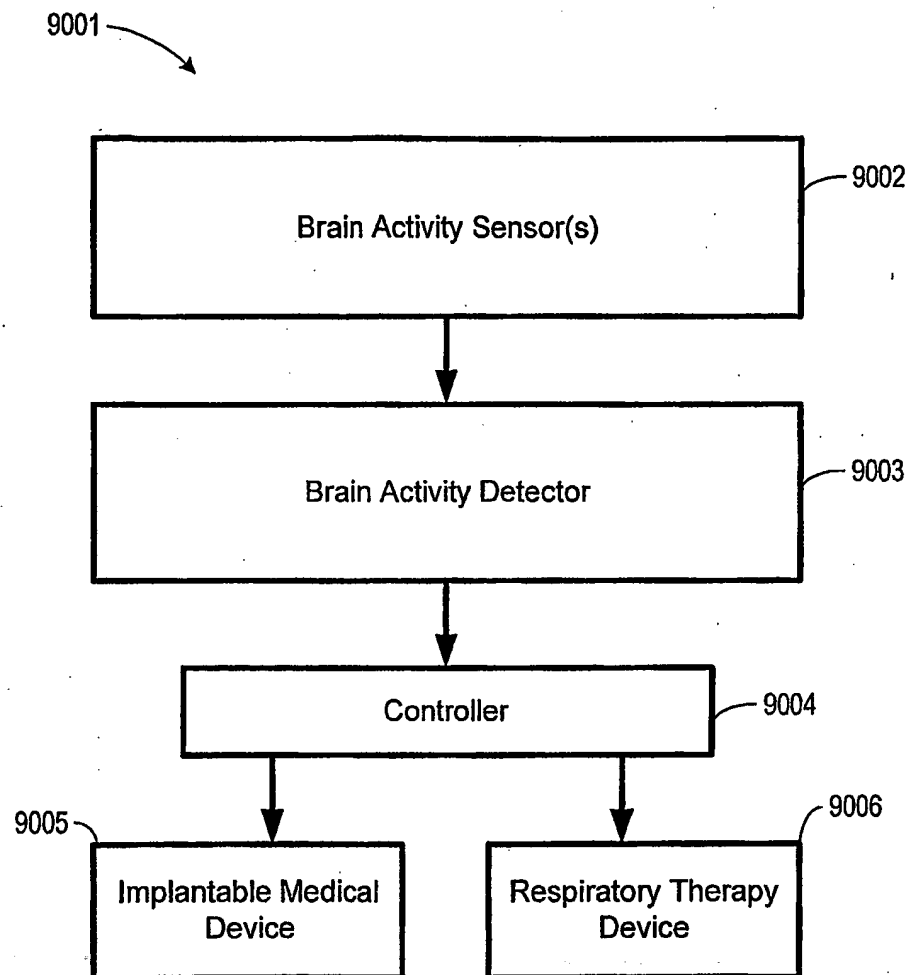 9001
9002
Brain Activity Sensor(s)
9003
Brain Activity Detector
Controller
9004
9005
9006
Implantable Medical
Device
Respiratory Therapy
Device